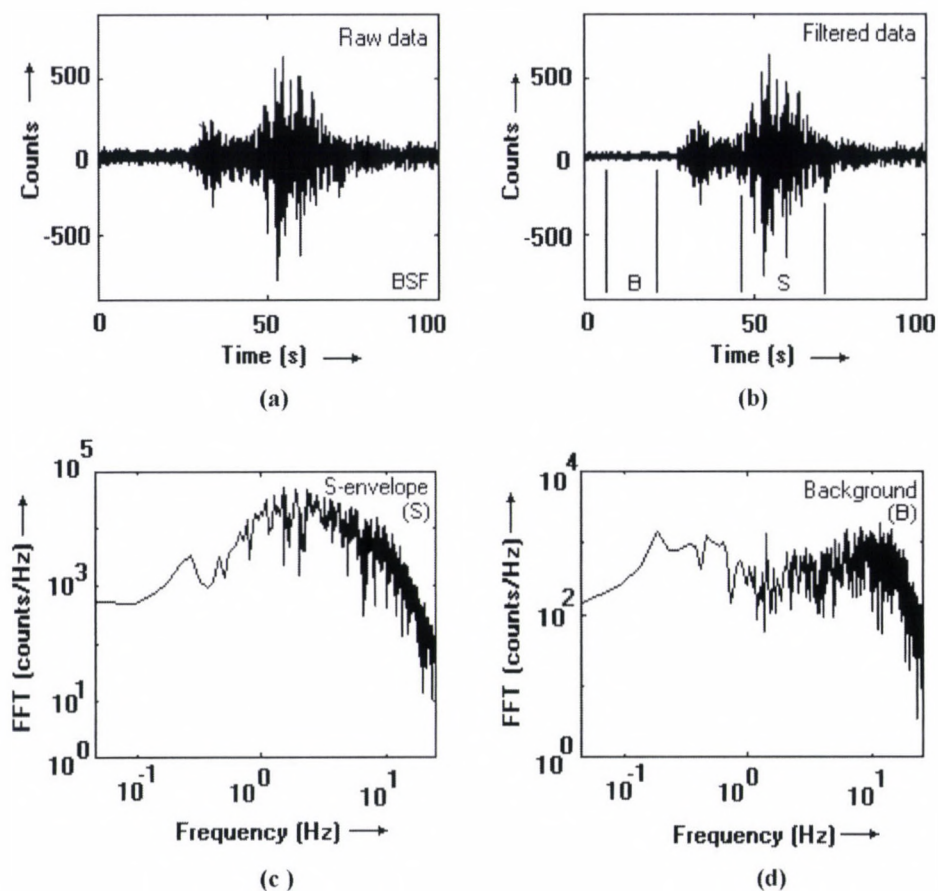 Raw data
500
0
-500
Counts
BSF
0 50 100
Time (s)
(a)
Filtered data
500
0
-500
Counts
B S
0 50 100
Time (s)
(b)
10^5
10^3
10^1
10^0
FFT (counts/Hz)
S-envelope
(S)
10^-1 10^0 10^1
Frequency (Hz)
(c )
10^4
10^2
10^0
FFT (counts/Hz)
Background
(B)
10^-1 10^0 10^1
Frequency (Hz)
(d)